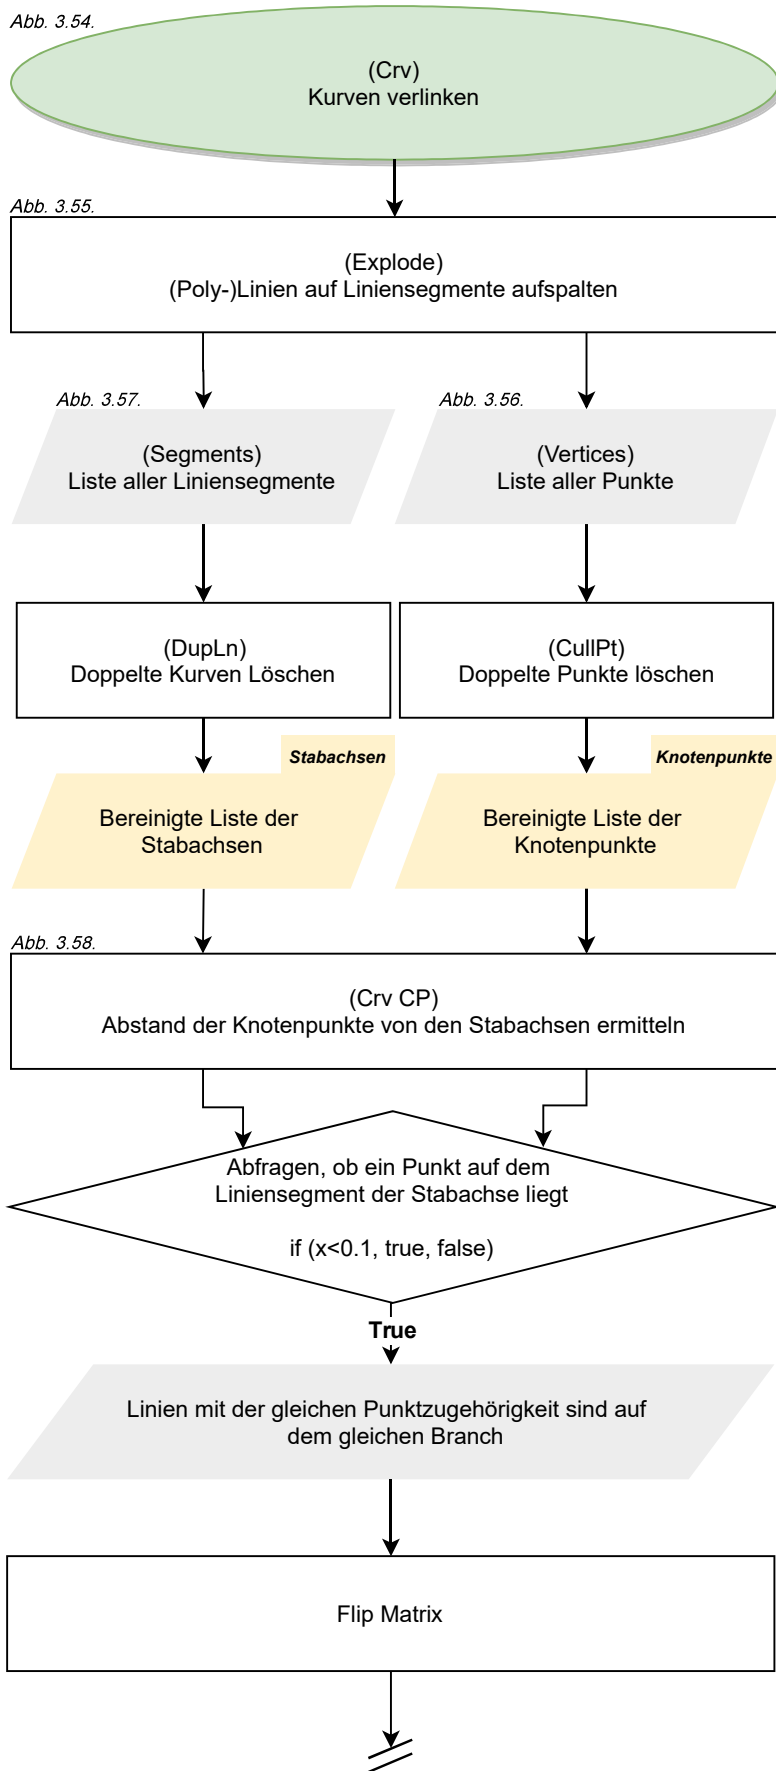 Abb. 3.54.
(Crv)
Kurven verlinken
Abb. 3.55.
(Explode)
(Poly-)Linien auf Liniensegmente aufspalten
Abb. 3.57.
(Segments)
Liste aller Liniensegmente
Abb. 3.56.
(Vertices)
Liste aller Punkte
(DupLn)
Doppelte Kurven Löschen
(CullPt)
Doppelte Punkte löschen
Stabachsen
Bereinigte Liste der
Stabachsen
Knotenpunkte
Bereinigte Liste der
Knotenpunkte
Abb. 3.58.
(Crv CP)
Abstand der Knotenpunkte von den Stabachsen ermitteln
Abfragen, ob ein Punkt auf dem
Liniensegment der Stabachse liegt
if (x<0.1, true, false)
True
Linien mit der gleichen Punktzugehörigkeit sind auf
dem gleichen Branch
Flip Matrix